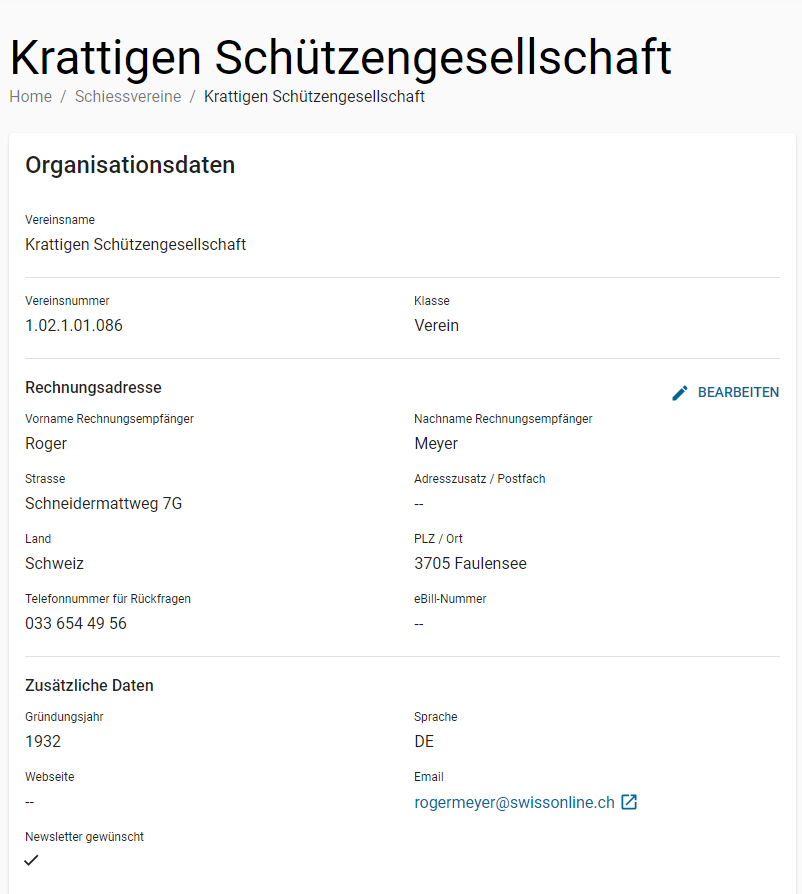 Krattigen Schützengesellschaft
Home / Schiessvereine / Krattigen Schützengesellschaft
Organisationsdaten
Vereinsname
Krattigen Schützengesellschaft
Vereinsnummer Klasse
1.02.1.01.086 Verein
Rechnungsadresse BEARBEITEN
Vorname Rechnungsempfänger Nachname Rechnungsempfänger
Roger Meyer
Strasse Adresszusatz / Postfach
Schneidermattweg 7G --
Land PLZ / Ort
Schweiz 3705 Faulensee
Telefonnummer für Rückfragen eBill-Nummer
033 654 49 56 --
Zusätzliche Daten
Gründungsjahr Sprache
1932 DE
Webseite Email
-- rogermeyer@swissonline.ch
Newsletter gewünscht